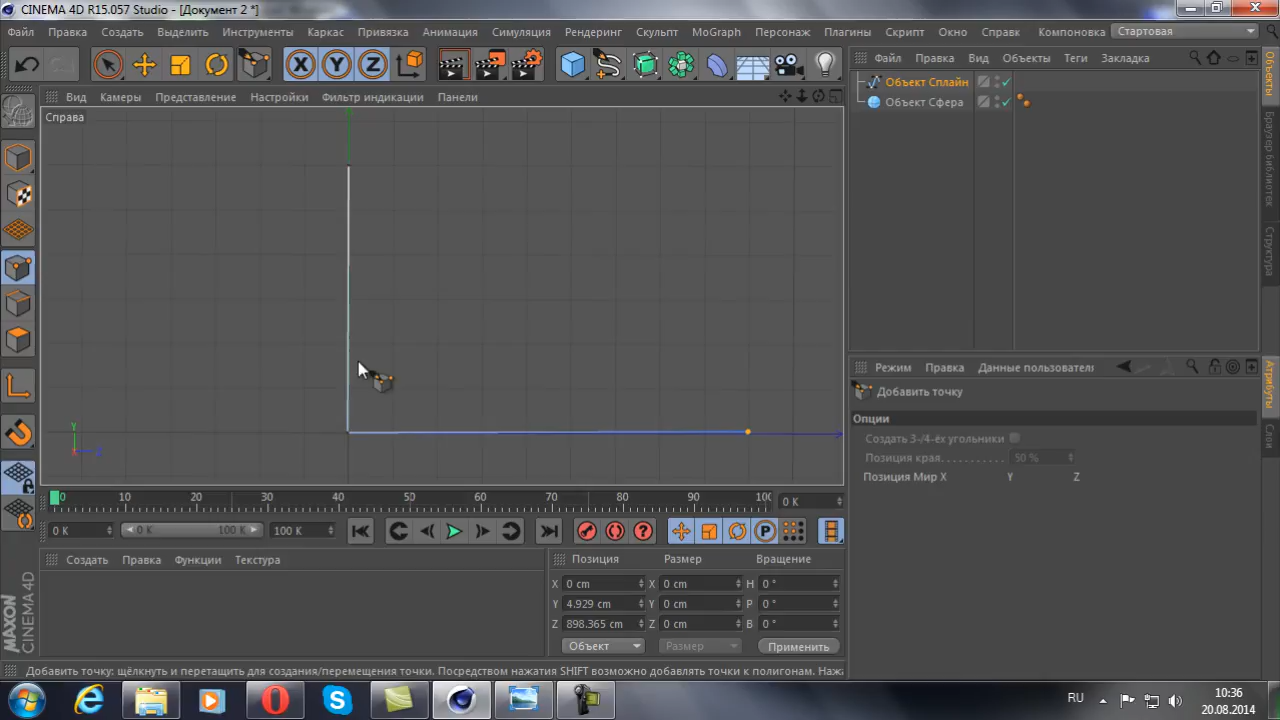 CINEMA 4D R15.057 Studio - [Документ 2 *]
Файл Правка Создать Выделить Инструменты Каркас Привязка Анимация Симуляция Рендеринг Скульпт MoGraph Персонаж Плагины Скрипт Окно Справк Компоновка Стартовая
X Y Z
Файл Правка Вид Объекты Теги Закладка
Объект Сплайн
Объект Сфера
Вид Камеры Представление Настройки Фильтр индикации Панели
Справа
Y
X Z
Объекты
Браузер библиотек
Структура
Режим Правка Данные пользовател
Добавить точку
Опции
Создать 3-/4-ех угольники
Позиция края. . . . . . . . . . . 50 %
Позиция Мир X Y Z
Атрибуты
Слои
0 10 20 30 40 50 60 70 80 90 100 0 K
0 K 0 K 100 K 100 K P
Создать Правка Функции Текстура
Позиция Размер Вращение
X 0 cm X 0 cm H 0 °
Y 4.929 cm Y 0 cm P 0 °
Z 898.365 cm Z 0 cm B 0 °
Объект Размер Применить
MAXON
CINEMA 4D
Добавить точку: щёлкнуть и перетащить для создания/перемещения точки. Посредством нажатия SHIFT возможно добавлять точки к полигонам. Наж
RU
10:36
20.08.2014